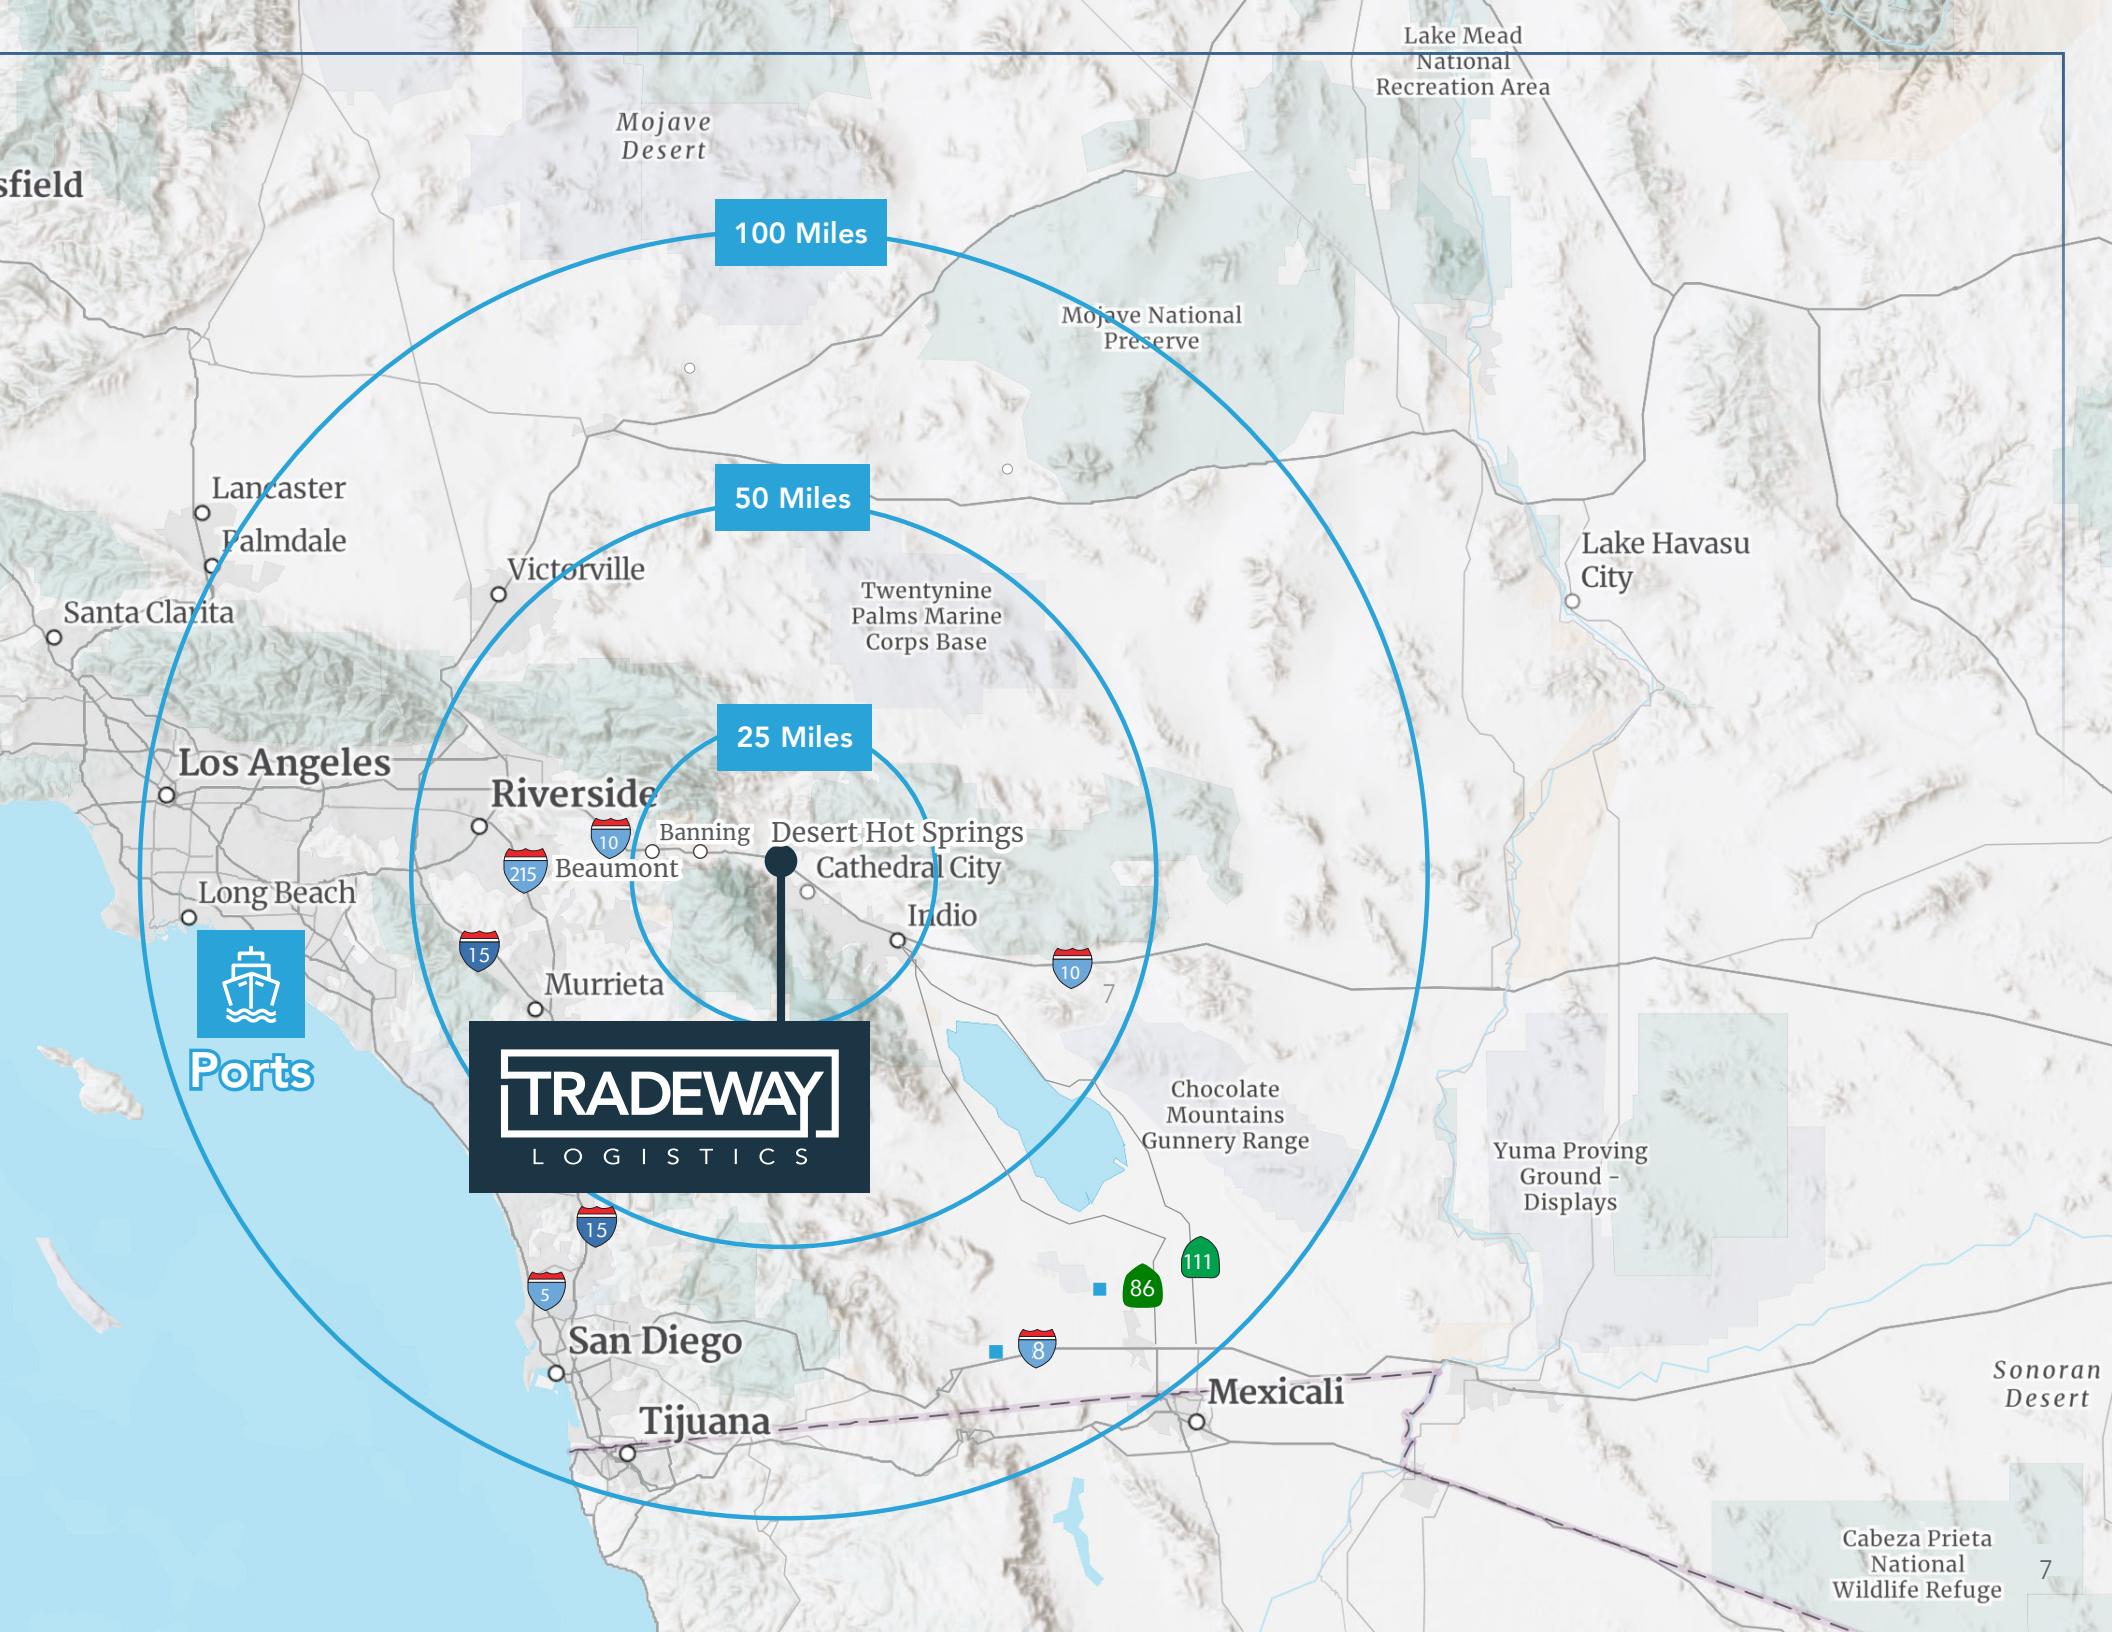 Lake Mead
National
Recreation Area
Mojave
Desert
sfield
100 Miles
Mojave National
Preserve
Lancaster
50 Miles
Palmdale
Victorville
Lake Havasu
City
Santa Clarita
Twentynine
Palms Marine
Corps Base
25 Miles
Los Angeles
Riverside
10
Banning
Desert Hot Springs
215
Beaumont
Cathedral City
Long Beach
Indio
15
10
7
Murrieta
Ports
TRADEWAY
LOGISTICS
Chocolate
Mountains
Gunnery Range
Yuma Proving
Ground -
Displays
15
111
86
5
8
San Diego
Mexicali
Sonoran
Desert
Tijuana
Cabeza Prieta
National
Wildlife Refuge
7